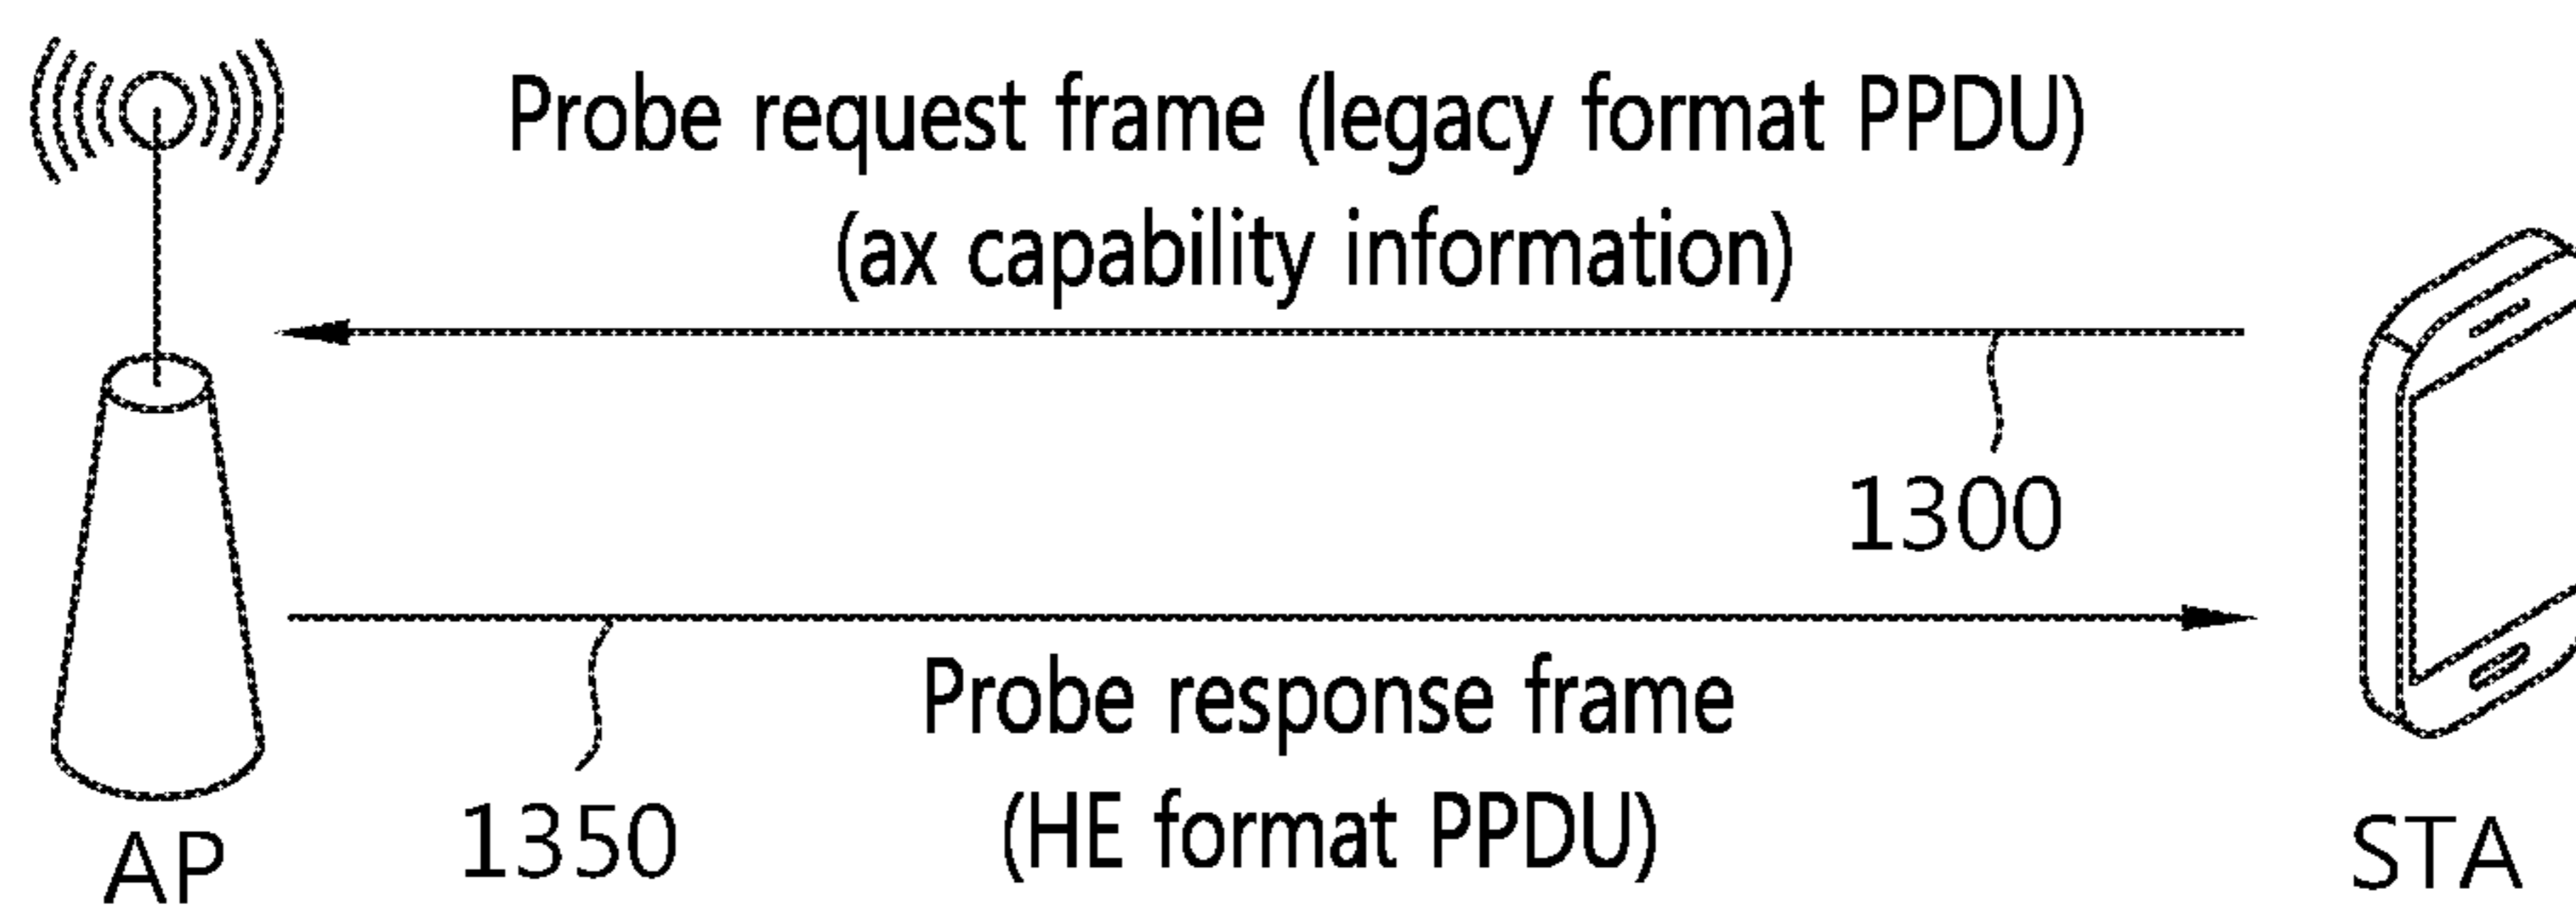 Probe request frame (legacy format PPDU)
(ax capability information)
1300
1350
Probe response frame
(HE format PPDU)
AP
STA